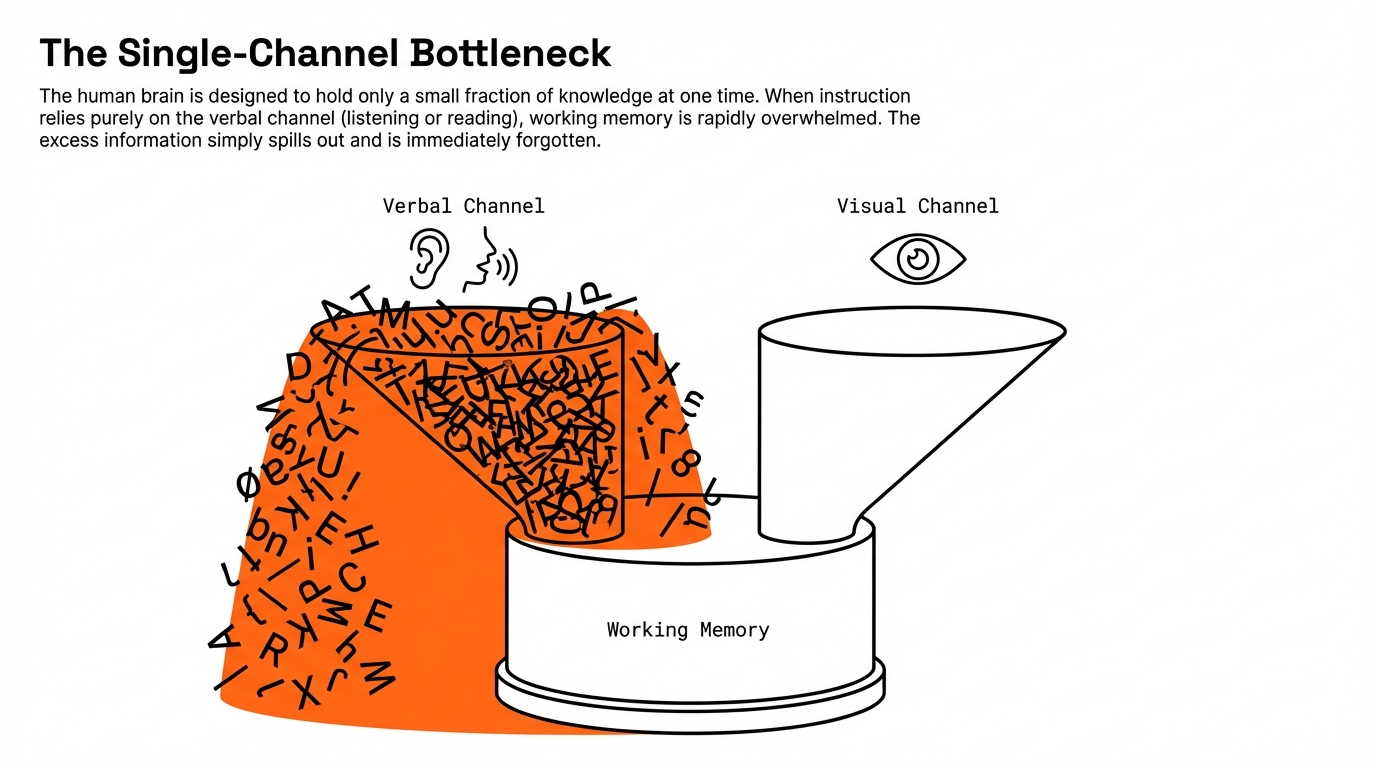 The Single-Channel Bottleneck
The human brain is designed to hold only a small fraction of knowledge at one time. When instruction
relies purely on the verbal channel (listening or reading), working memory is rapidly overwhelmed. The
excess information simply spills out and is immediately forgotten.
Verbal Channel
Visual Channel
Working Memory